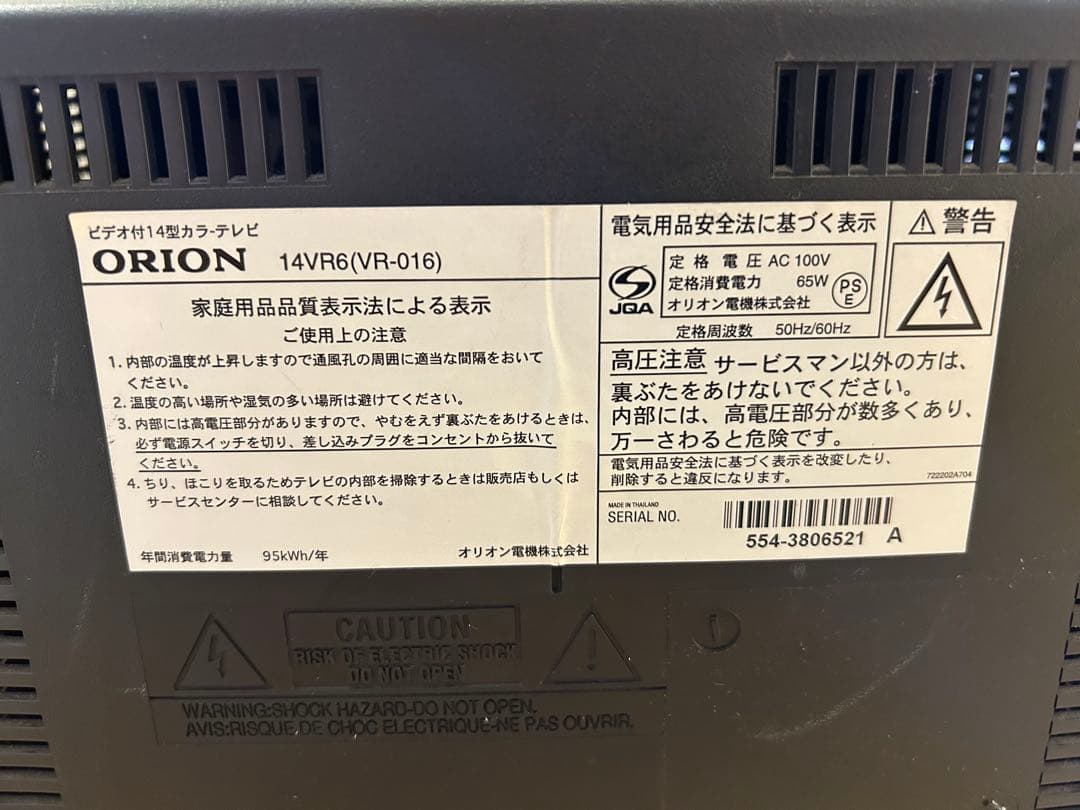 ビデオ付14型カラ-テレビ
ORION 14VR6(VR-016)
家庭用品品質表示法による表示
ご使用上の注意
1. 内部の温度が上昇しますので通風孔の周囲に適当な間隔をおいて
ください。
2. 温度の高い場所や湿気の多い場所は避けてください。
3. 内部には高電圧部分がありますので、やむをえず裏ぶたをあけるときは、
必ず電源スイッチを切り、差し込みプラグをコンセントから抜いて
ください。
4. ちり、ほこりを取るためテレビの内部を掃除するときは販売店もしくは
サービスセンターに相談してください。
年間消費電力量 95kWh/年 オリオン電機株式会社
電気用品安全法に基づく表示
JQA
定格電圧 AC 100V
定格消費電力 65W
オリオン電機株式会社
PS
E
定格周波数 50Hz/60Hz
警告
高圧注意 サービスマン以外の方は、
裏ぶたをあけないでください。
内部には、高電圧部分が数多くあり、
万一さわると危険です。
電気用品安全法に基づく表示を改変したり、
削除すると違反になります。
722202A704
MADE IN THAILAND
SERIAL NO.
554-3806521 A
CAUTION
RISK OF ELECTRIC SHOCK
DO NOT OPEN
WARNING:SHOCK HAZARD-DO NOT OPEN.
AVIS:RISQUE DE CHOC ELECTRIQUE-NE PAS OUVRIR.